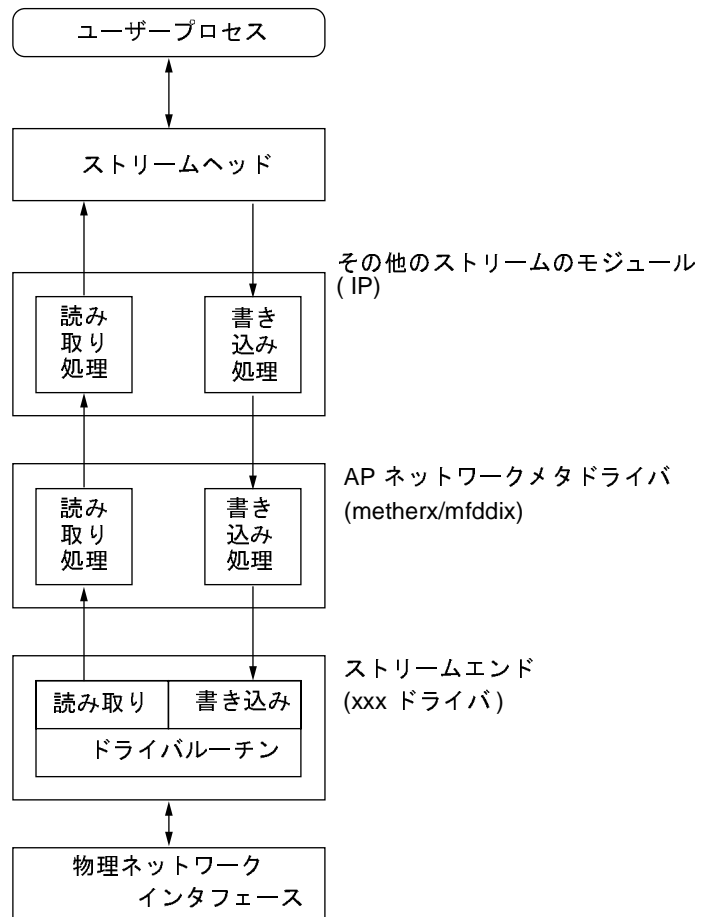 ユーザープロセス
ストリームヘッド
その他のストリームのモジュール
( IP)
読み
取り
処理
書き
込み
処理
AP ネットワークメタドライバ
(metherx/mfddix)
読み
取り
処理
書き
込み
処理
ストリームエンド
(xxx ドライバ )
読み取り
書き込み
ドライバルーチン
物理ネットワーク
インタフェース